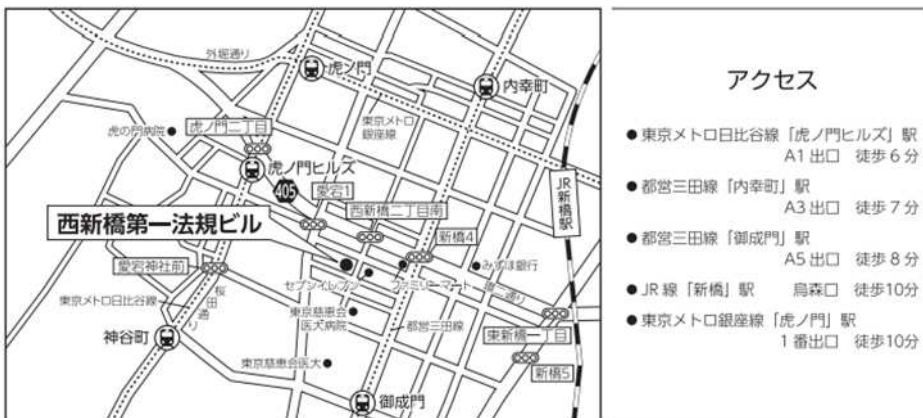 外堀通り
虎ノ門
内幸町
東京メトロ
銀座線
虎の門病院
虎ノ門二丁目
虎ノ門ヒルズ
405
愛宕1
西新橋二丁目南
JR新橋駅
西新橋第一法規ビル
新橋4
愛宕神社前
セブンイレブン
ファミリーマート
みずほ銀行
東京メトロ日比谷線
桜田通り
東京慈恵会
医大病院
都営三田線
東新橋一丁目
神谷町
東京慈恵会医大
新橋5
御成門
アクセス
●東京メトロ日比谷線「虎ノ門ヒルズ」駅
A1出口 徒歩6分
●都営三田線「内幸町」駅
A3出口 徒歩7分
●都営三田線「御成門」駅
A5出口 徒歩8分
●JR線「新橋」駅 烏森口 徒歩10分
●東京メトロ銀座線「虎ノ門」駅
1番出口 徒歩10分